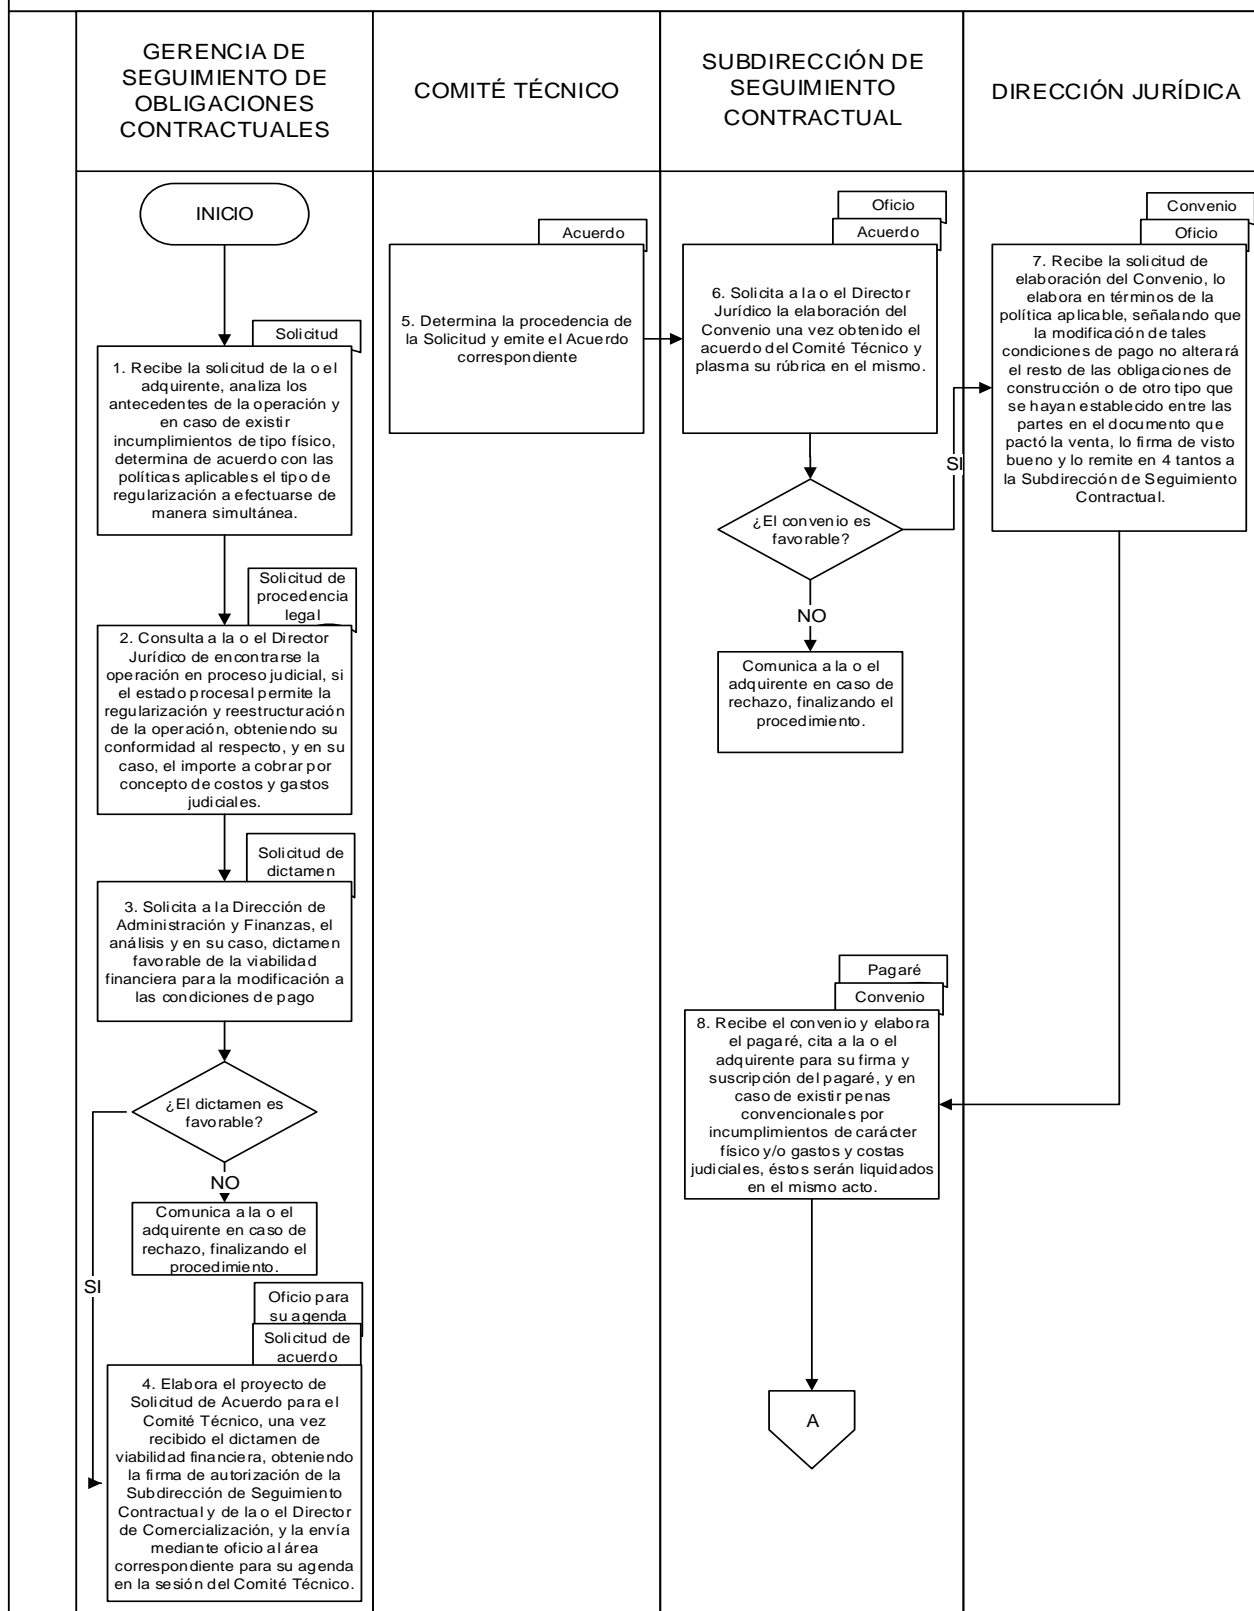 GERENCIA DE
SEGUIMIENTO DE
OBLIGACIONES
CONTRACTUALES
COMITÉ TÉCNICO
SUBDIRECCIÓN DE
SEGUIMIENTO
CONTRACTUAL
DIRECCIÓN JURÍDICA
INICIO
Solicitud
1. Recibe la solicitud de la o el
adquirente, analiza los
antecedentes de la operación y
en caso de existir
incumplimientos de tipo físico,
determina de acuerdo con las
políticas aplicables el tipo de
regularización a efectuarse de
manera simultánea.
Solicitud de
procedencia
legal
2. Consulta a la o el Director
Jurídico de encontrarse la
operación en proceso judicial, si
el estado procesal permite la
regularización y reestructuración
de la operación, obteniendo su
conformidad al respecto, y en su
caso, el importe a cobrar por
concepto de costos y gastos
judiciales.
Solicitud de
dictamen
3. Solicita a la Dirección de
Administración y Finanzas, el
análisis y en su caso, dictamen
favorable de la viabilidad
financiera para la modificación a
las condiciones de pago
¿El dictamen es
favorable?
NO
Comunica a la o el
adquirente en caso de
rechazo, finalizando el
procedimiento.
SI
Oficio para
su agenda
Solicitud de
acuerdo
4. Elabora el proyecto de
Solicitud de Acuerdo para el
Comité Técnico, una vez
recibido el dictamen de
viabilidad financiera, obteniendo
la firma de autorización de la
Subdirección de Seguimiento
Contractual y de la o el Director
de Comercialización, y la envía
mediante oficio al área
correspondiente para su agenda
en la sesión del Comité Técnico.
Acuerdo
5. Determina la procedencia de
la Solicitud y emite el Acuerdo
correspondiente
Oficio
Acuerdo
6. Solicita a la o el Director
Jurídico la elaboración del
Convenio una vez obtenido el
acuerdo del Comité Técnico y
plasma su rúbrica en el mismo.
¿El convenio es
favorable?
SI
NO
Comunica a la o el
adquirente en caso de
rechazo, finalizando el
procedimiento.
Convenio
Oficio
7. Recibe la solicitud de
elaboración del Convenio, lo
elabora en términos de la
política aplicable, señalando que
la modificación de tales
condiciones de pago no alterará
el resto de las obligaciones de
construcción o de otro tipo que
se hayan establecido entre las
partes en el documento que
pactó la venta, lo firma de visto
bueno y lo remite en 4 tantos a
la Subdirección de Seguimiento
Contractual.
Pagaré
Convenio
8. Recibe el convenio y elabora
el pagaré, cita a la o el
adquirente para su firma y
suscripción del pagaré, y en
caso de existir penas
convencionales por
incumplimientos de carácter
físico y/o gastos y costas
judiciales, éstos serán liquidados
en el mismo acto.
A